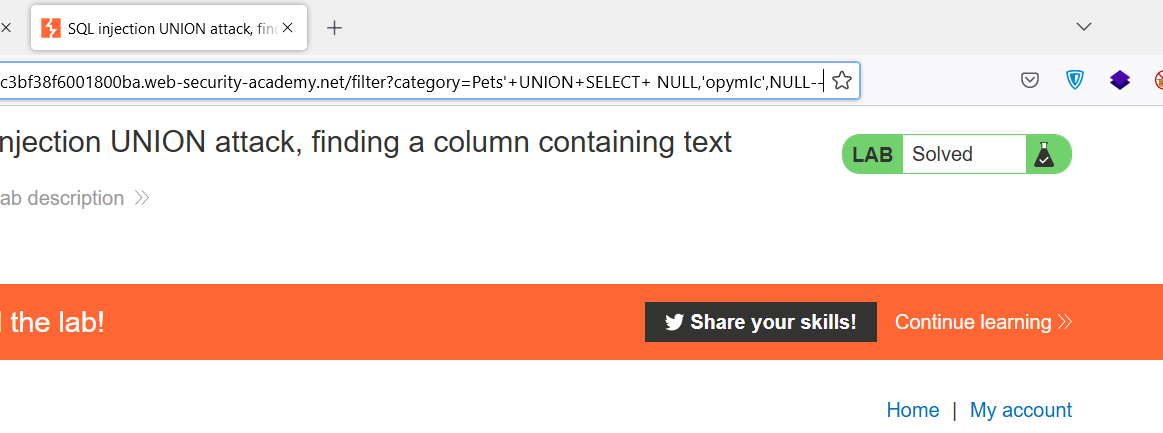 SQL injection UNION attack, find
c3bf38f6001800ba.web-security-academy.net/filter?category=Pets'+UNION+SELECT+ NULL,'opymIc',NULL--
njection UNION attack, finding a column containing text
LAB Solved
ab description
the lab!
Share your skills!
Continue learning
Home | My account